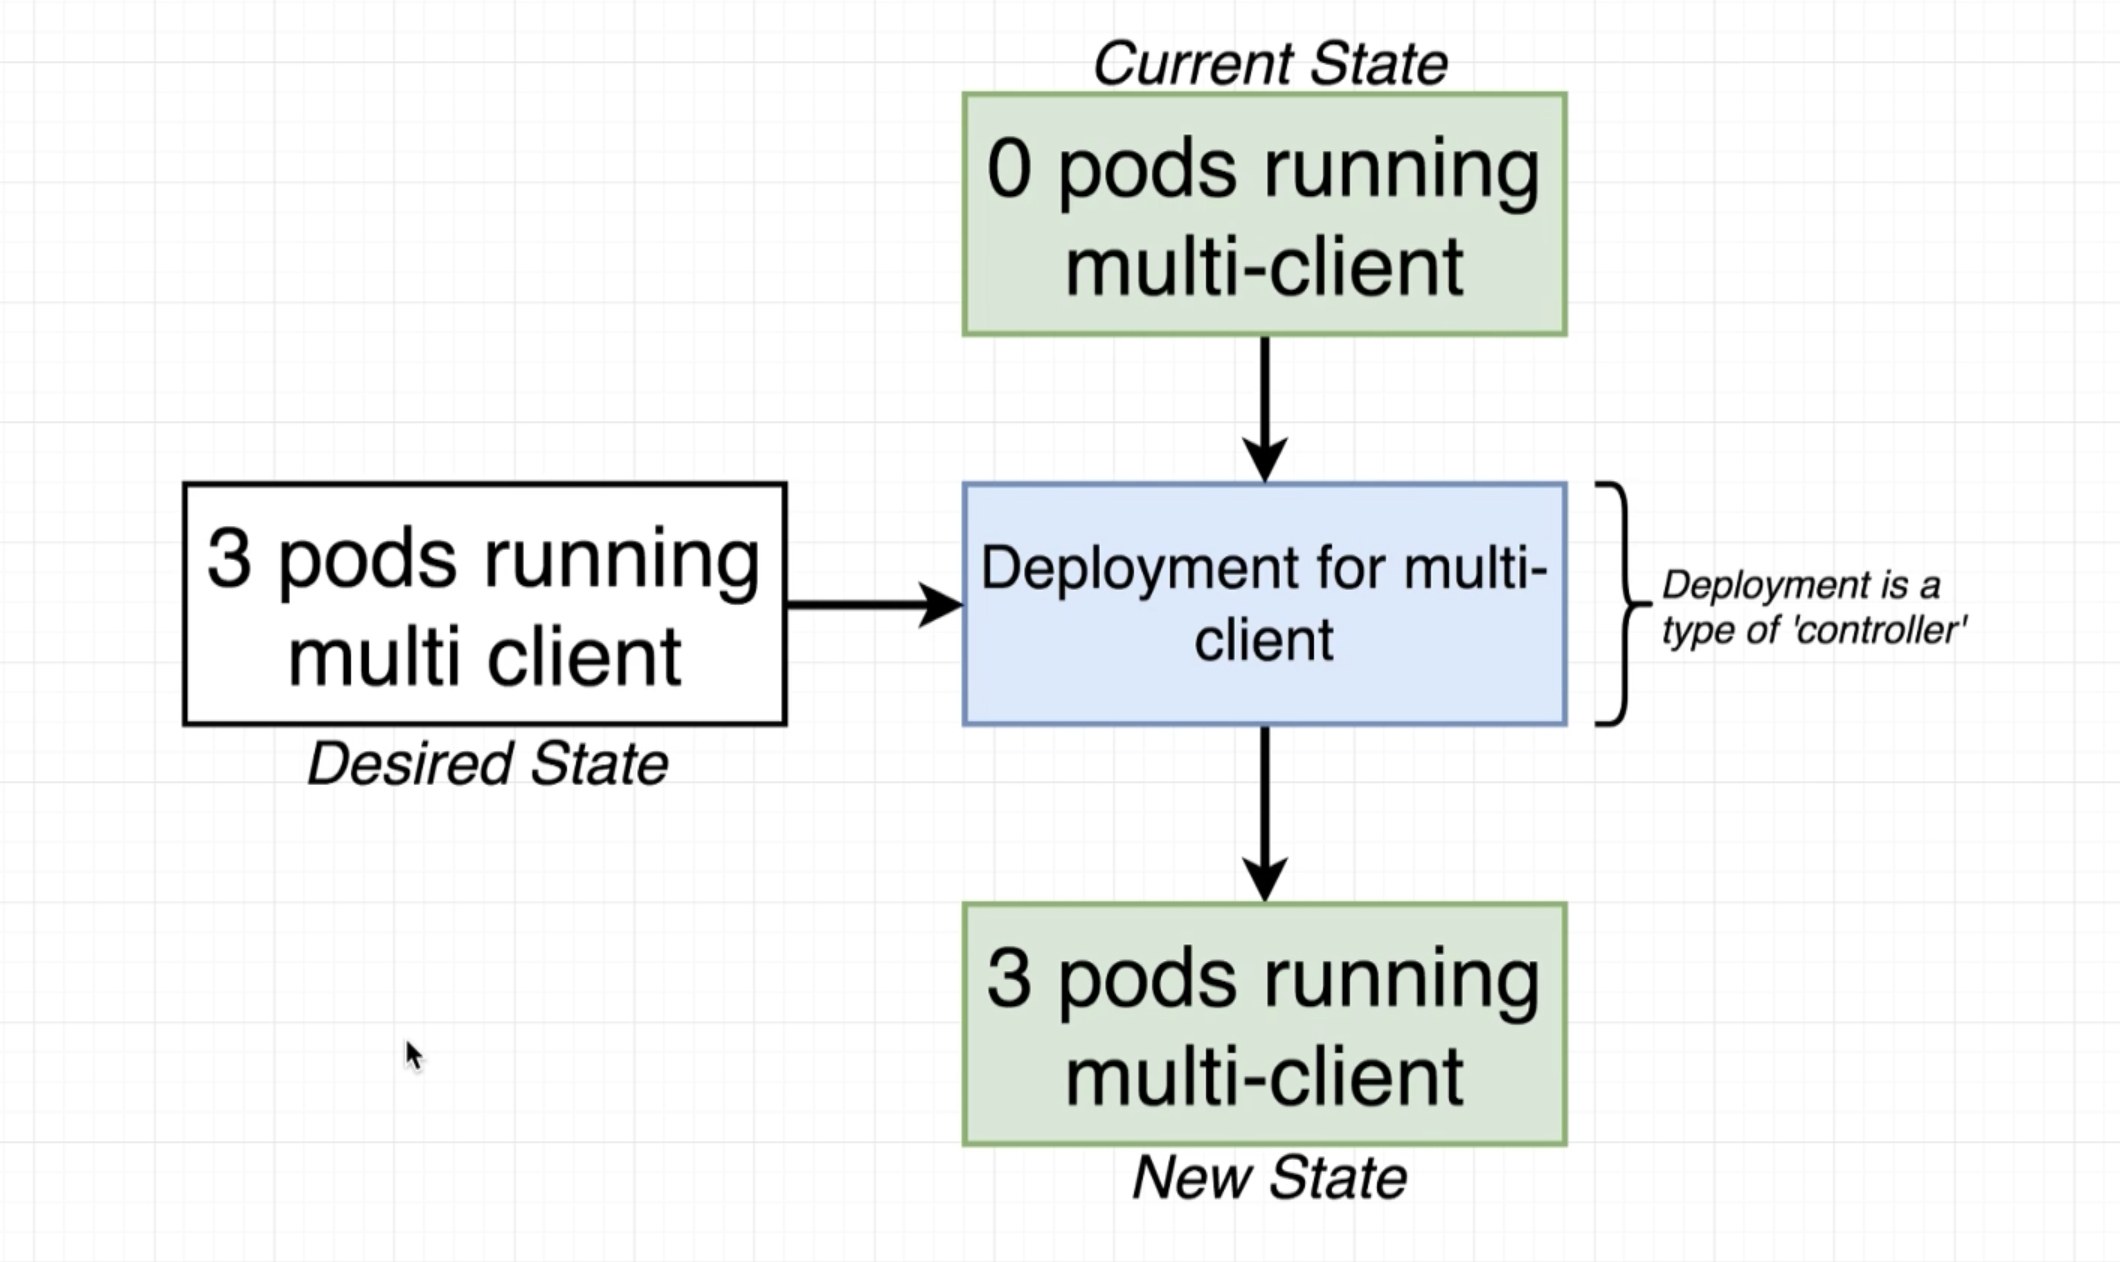 Current State
0 pods running
multi-client
3 pods running
multi client
Desired State
Deployment for multi-
client
Deployment is a
type of 'controller'
3 pods running
multi-client
New State